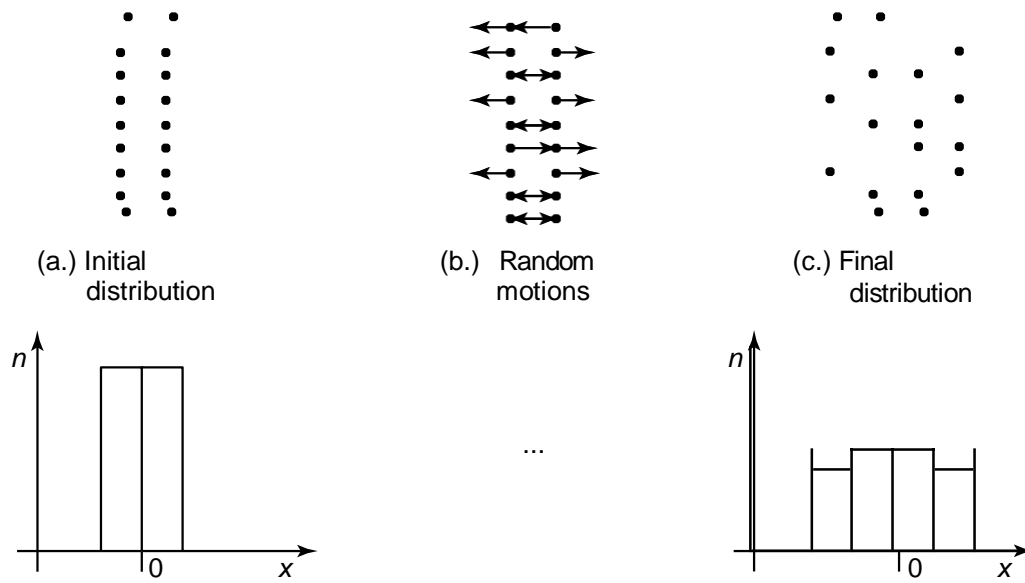 (a.) Initial
distribution
(b.) Random
motions
(c.) Final
distribution
n
0
x
...
n
0
x